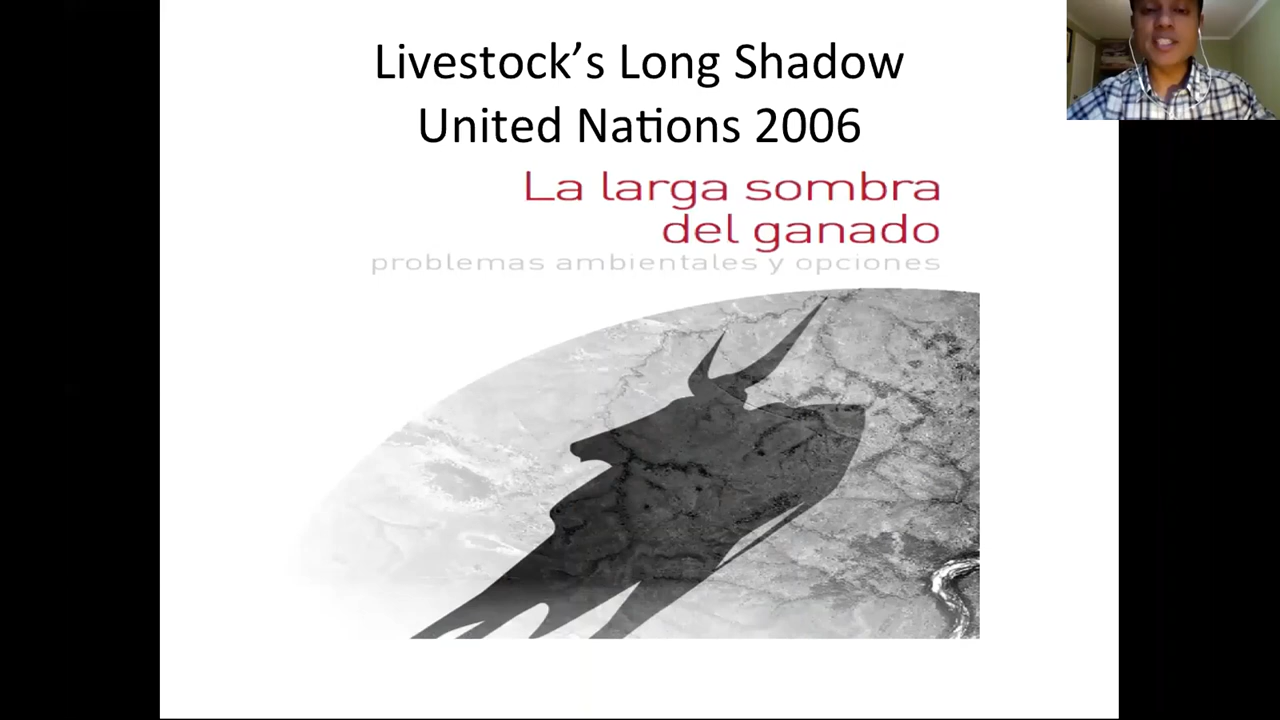 Livestock’s Long Shadow
United Nations 2006
La larga sombra
del ganado
problemas ambientales y opciones